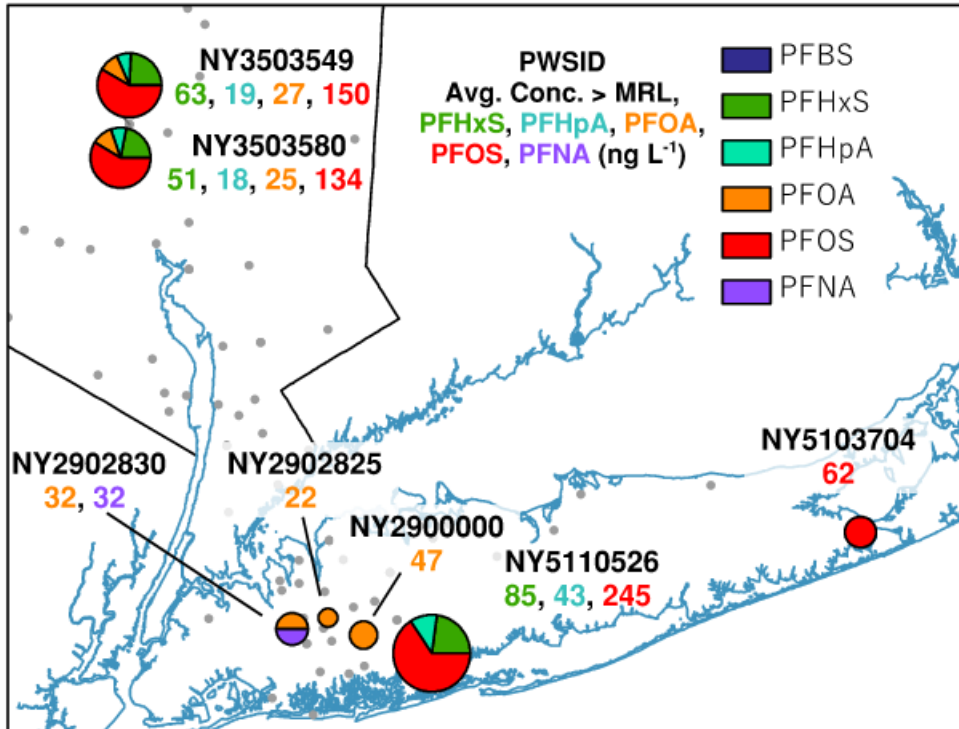 NY3503549
63, 19, 27, 150
NY3503580
51, 18, 25, 134
PWSID
Avg. Conc. > MRL,
PFHxS, PFHpA, PFOA,
PFOS, PFNA (ng L⁻¹)
PFBS
PFHxS
PFHpA
PFOA
PFOS
PFNA
NY2902830
32, 32
NY2902825
22
NY2900000
47
NY5110526
85, 43, 245
NY5103704
62